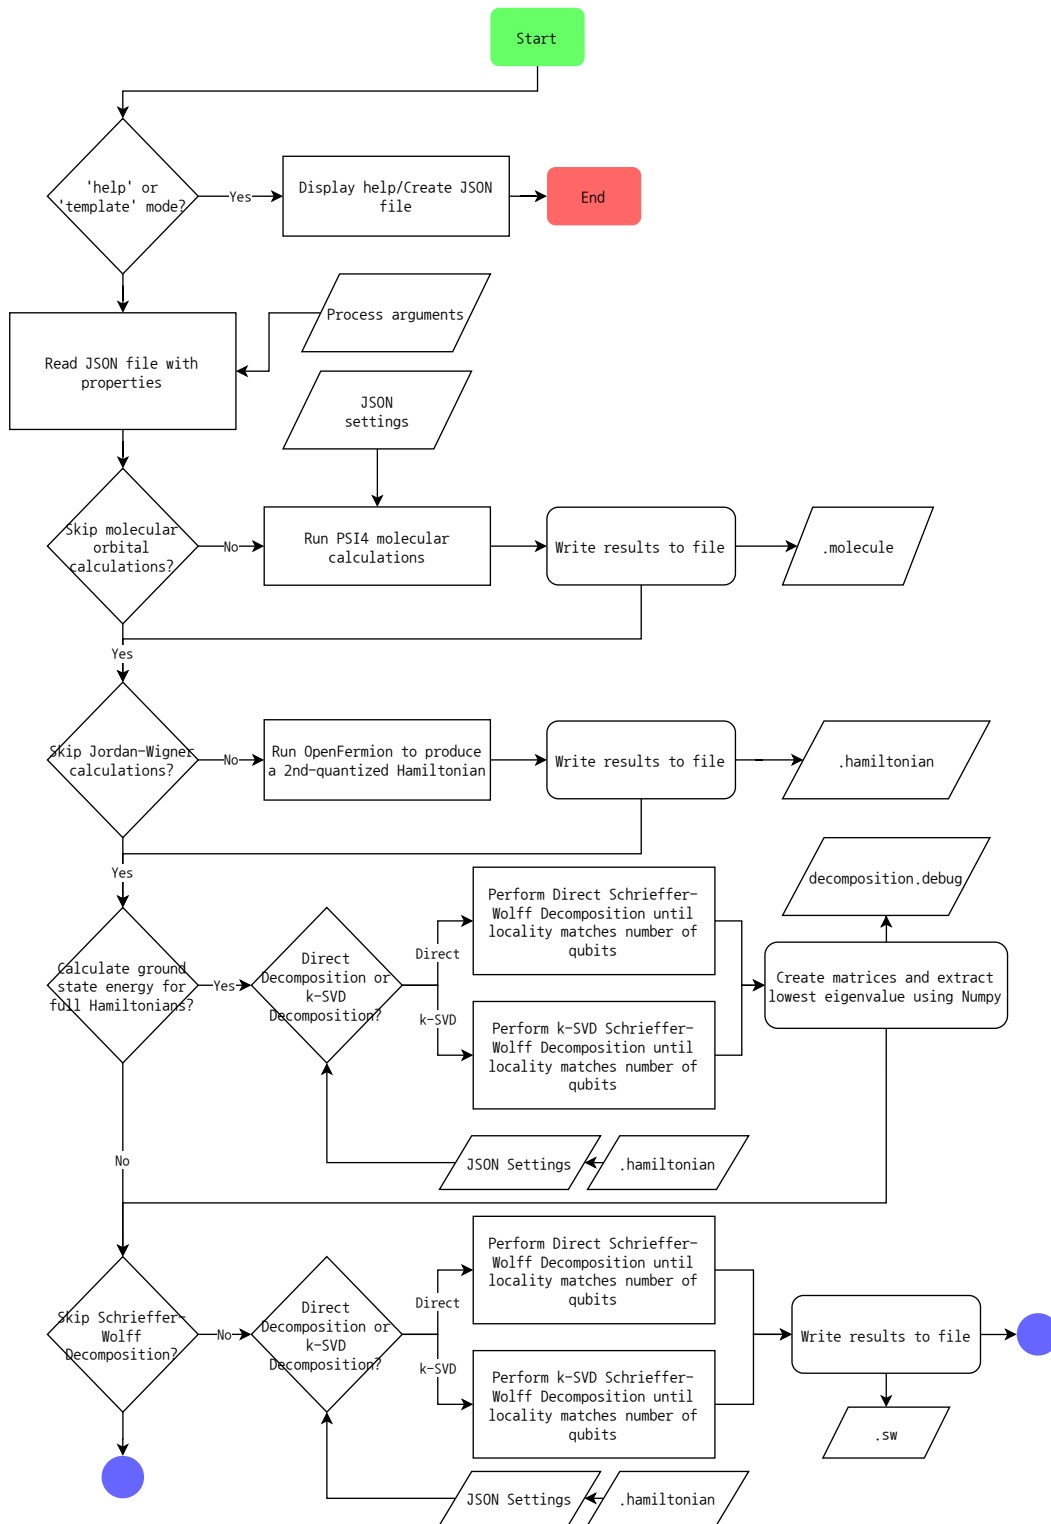 Start
'help' or
'template' mode?
Yes
Display help/Create JSON
file
End
Process arguments
Read JSON file with
properties
JSON
settings
Skip molecular
orbital
calculations?
No
Run PSI4 molecular
calculations
Write results to file
.molecule
Yes
Skip Jordan-Wigner
calculations?
No
Run OpenFermion to produce
a 2nd-quantized Hamiltonian
Write results to file
.hamiltonian
Yes
decomposition.debug
Calculate ground
state energy for
full Hamiltonians?
Yes
Direct
Decomposition or
k-SVD
Decomposition?
Direct
k-SVD
Perform Direct Schrieffer-
Wolff Decomposition until
locality matches number of
qubits
Perform k-SVD Schrieffer-
Wolff Decomposition until
locality matches number of
qubits
Create matrices and extract
lowest eigenvalue using Numpy
No
JSON Settings
.hamiltonian
Skip Schrieffer-
Wolff
Decomposition?
No
Direct
Decomposition or
k-SVD
Decomposition?
Direct
k-SVD
Perform Direct Schrieffer-
Wolff Decomposition until
locality matches number of
qubits
Perform k-SVD Schrieffer-
Wolff Decomposition until
locality matches number of
qubits
Write results to file
.sw
JSON Settings
.hamiltonian